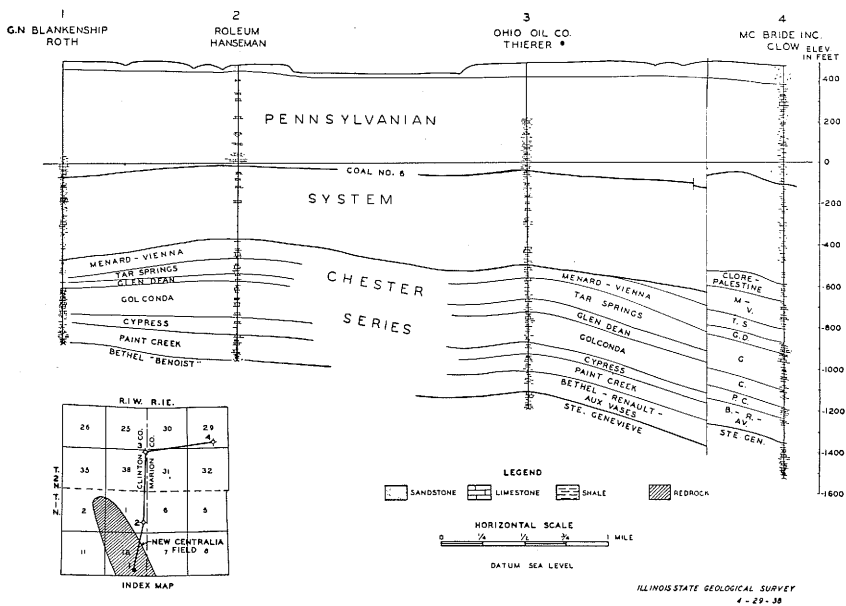 1
G.N BLANKENSHIP
ROTH
2
ROLEUM
HANSEMAN
3
OHIO OIL CO.
THIERER
4
MC BRIDE INC.
CLOW
ELEV
IN FEET
400
200
0
-200
-400
-600
-800
-1000
-1200
-1400
-1600
PENNSYLVANIAN
COAL NO. 6
SYSTEM
CHESTER
SERIES
MENARD - VIENNA
TAR SPRINGS
GLEN DEAN
GOLCONDA
CYPRESS
PAINT CREEK
BETHEL-"BENOIST"
MENARD - VIENNA
TAR SPRINGS
GLEN DEAN
GOLCONDA
CYPRESS
PAINT CREEK
BETHEL - RENAULT -
AUX VASES
STE. GENEVIEVE
CLORE-
PALESTINE
M-
V.
T. S
G.D.
G
C.
P.C.
B. - R.-
AV.
STE GEN.
R.I W. R.I E.
26 25 30 29
35 31 32
2 1 6 5
11 7 8
T.2N.
T.IN.
CLINTON CO.
MARION CO.
3
4
2
1
NEW CENTRALIA
FIELD
INDEX MAP
LEGEND
SANDSTONE LIMESTONE SHALE REDROCK
HORIZONTAL SCALE
0 1/4 1/2 3/4 1 MILE
DATUM SEA LEVEL
ILLINOIS STATE GEOLOGICAL SURVEY
4-29-38